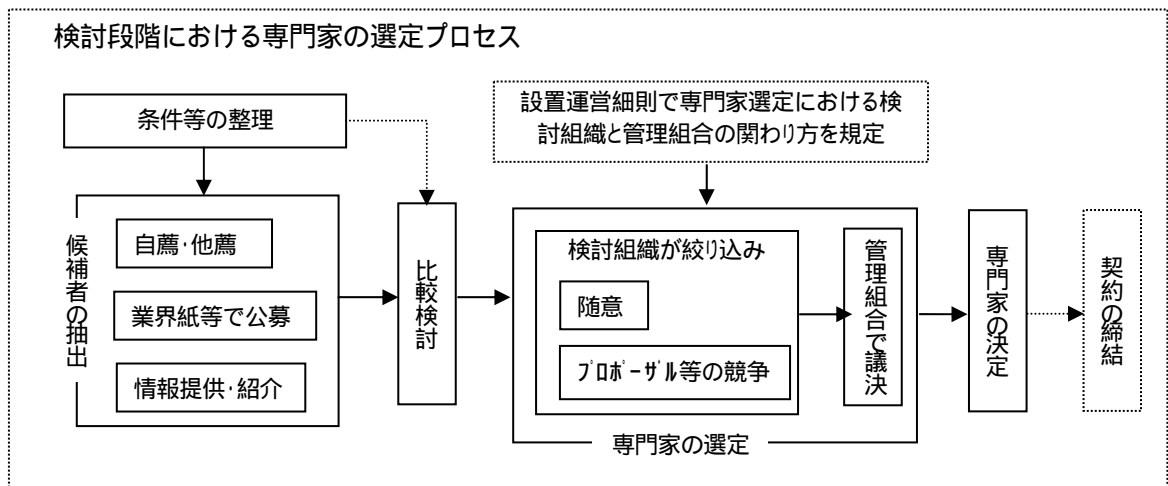 検討段階における専門家の選定プロセス
条件等の整理
設置運営細則で専門家選定における検
討組織と管理組合の関わり方を規定
候補者の抽出
自薦･他薦
業界紙等で公募
情報提供･紹介
比較検討
検討組織が絞り込み
随意
ﾌﾟﾛﾎﾟｰｻﾞﾙ等の競争
管理組合で議決
専門家の選定
専門家の決定
契約の締結